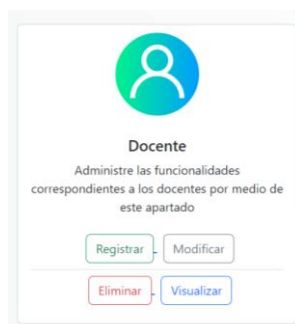 Docente
Administre las funcionalidades
correspondientes a los docentes por medio de
este apartado
Registrar Modificar
Eliminar Visualizar